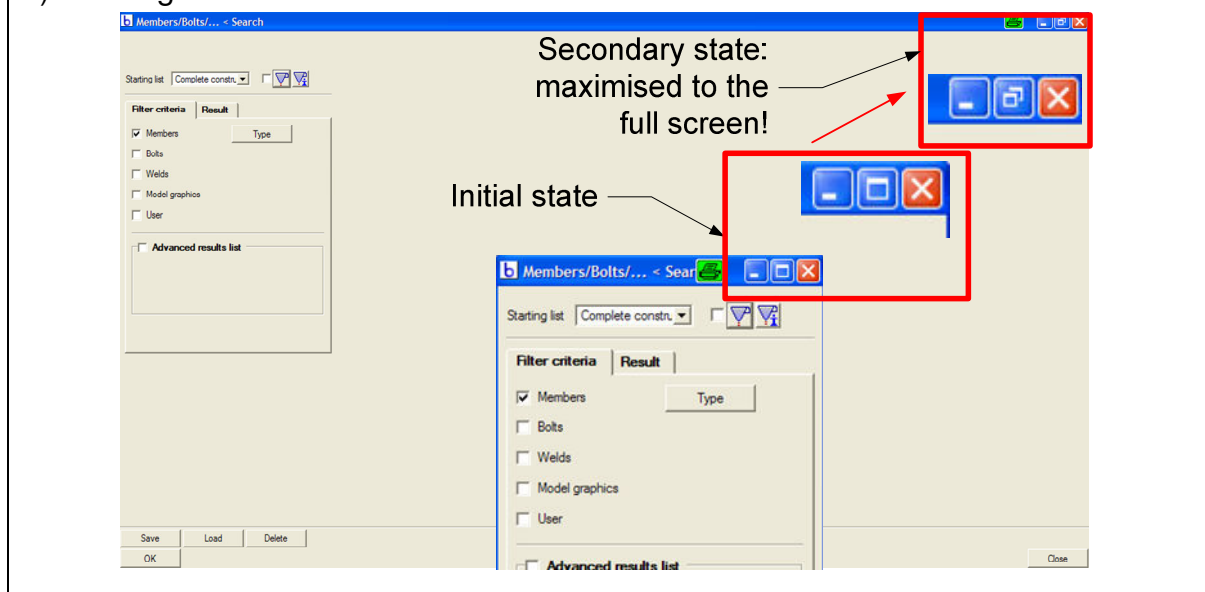 Members/Bolts/... < Search
Secondary state:
maximised to the
full screen!
Starting list Complete constru
Filter criteria Result
Members Type
Bolts
Welds
Model graphics
User
Advanced results list
Initial state
Members/Bolts/... < Sear
Starting list Complete constru
Filter criteria Result
Members Type
Bolts
Welds
Model graphics
User
Advanced results list
Save Load Delete
OK Close